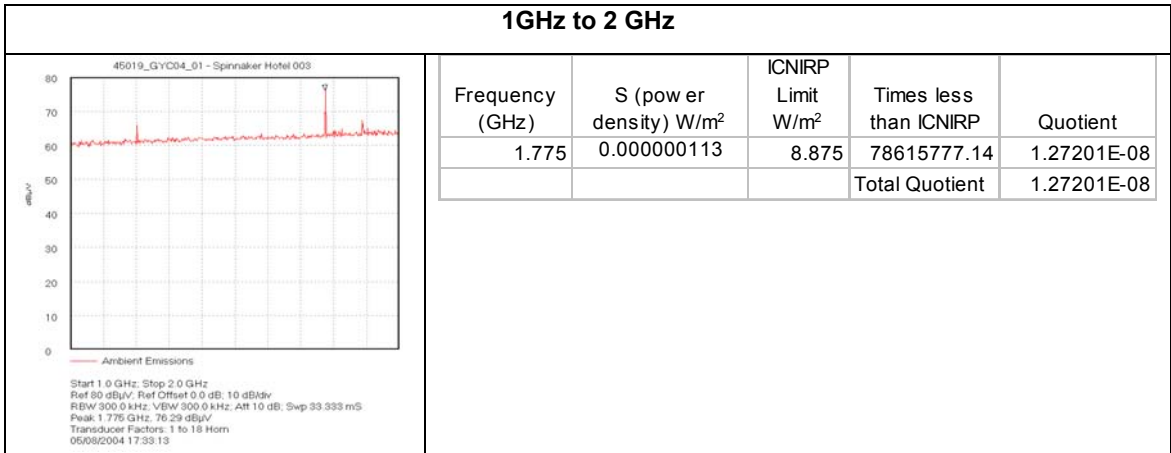 1GHz to 2 GHz
45019_GYC04_01 - Spinnaker Hotel 003
80
70
60
50
40
30
20
10
0
dBµV
Ambient Emissions
Start 1.0 GHz; Stop 2.0 GHz
Ref 80 dBµV; Ref Offset 0.0 dB; 10 dB/div
RBW 300.0 kHz; VBW 300.0 kHz; Att 10 dB; Swp 33.333 mS
Peak 1.775 GHz, 76.29 dBµV
Transducer Factors: 1 to 18 Horn
05/08/2004 17:33:13
Frequency (GHz) S (pow er density) W/m² ICNIRP Limit W/m² Times less than ICNIRP Quotient
1.775 0.000000113 8.875 78615777.14 1.27201E-08
Total Quotient 1.27201E-08